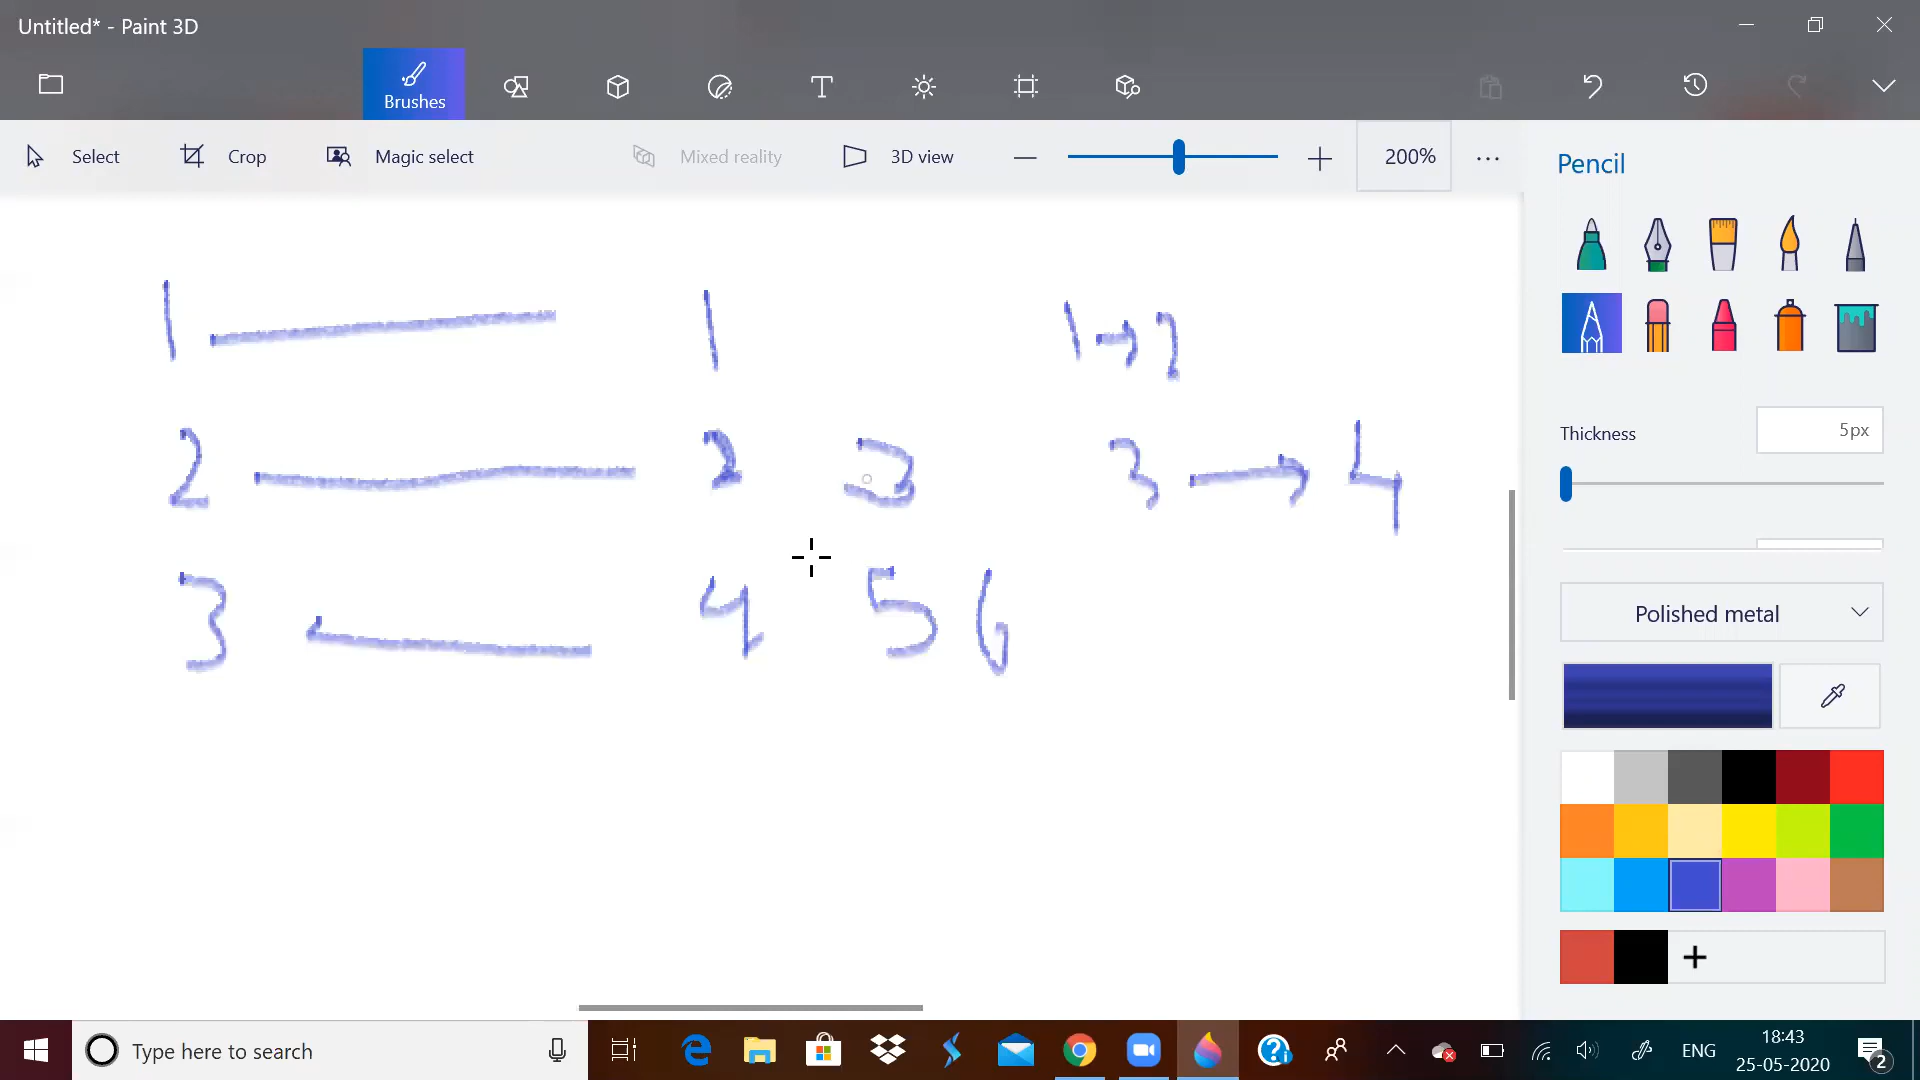 Untitled* - Paint 3D
Brushes
Select Crop Magic select Mixed reality 3D view 200%
Pencil
1 1 1 → 2
2 2 3 3 → 4
3 4 5 6
Thickness 5px
Polished metal
Type here to search
ENG
18:43
25-05-2020
2